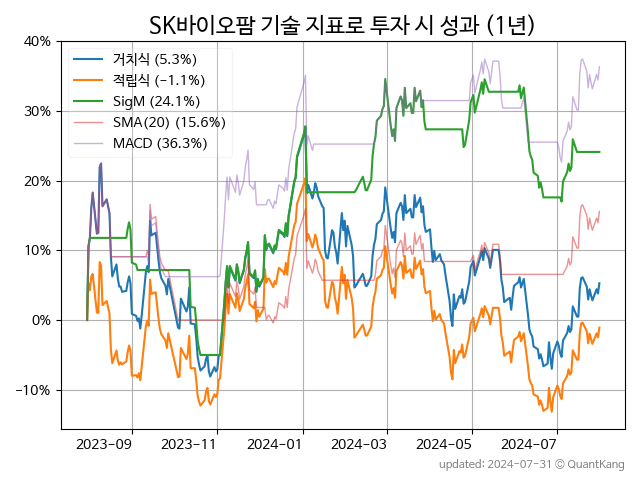 SK바이오팜 기술 지표로 투자 시 성과 (1년)
40%
30%
20%
10%
0%
−10%
거치식 (5.3%)
적립식 (−1.1%)
SigM (24.1%)
SMA(20) (15.6%)
MACD (36.3%)
2023-09 2023-11 2024-01 2024-03 2024-05 2024-07
updated: 2024-07-31 © QuantKang